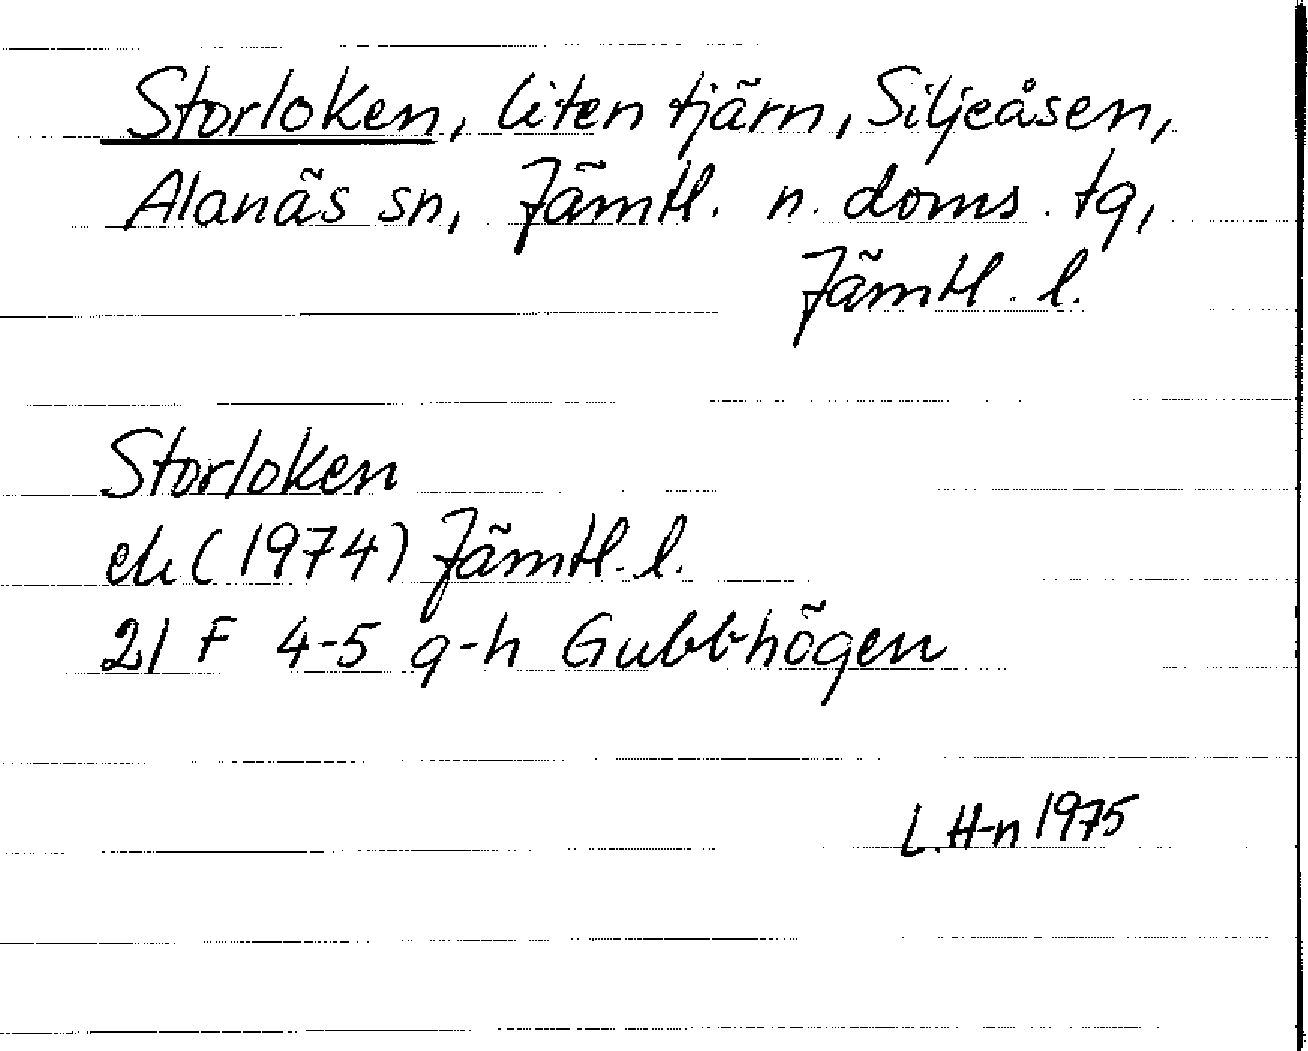 Storloken, liten tjärn, Siljeåsen,
Alanäs sn, Jämtl. n. doms. tg,
Jämtl. l.
Storloken
ek (1974) Jämtl. l.
21 F 4-5 g-h Gubbhögen
L.H-n 1975